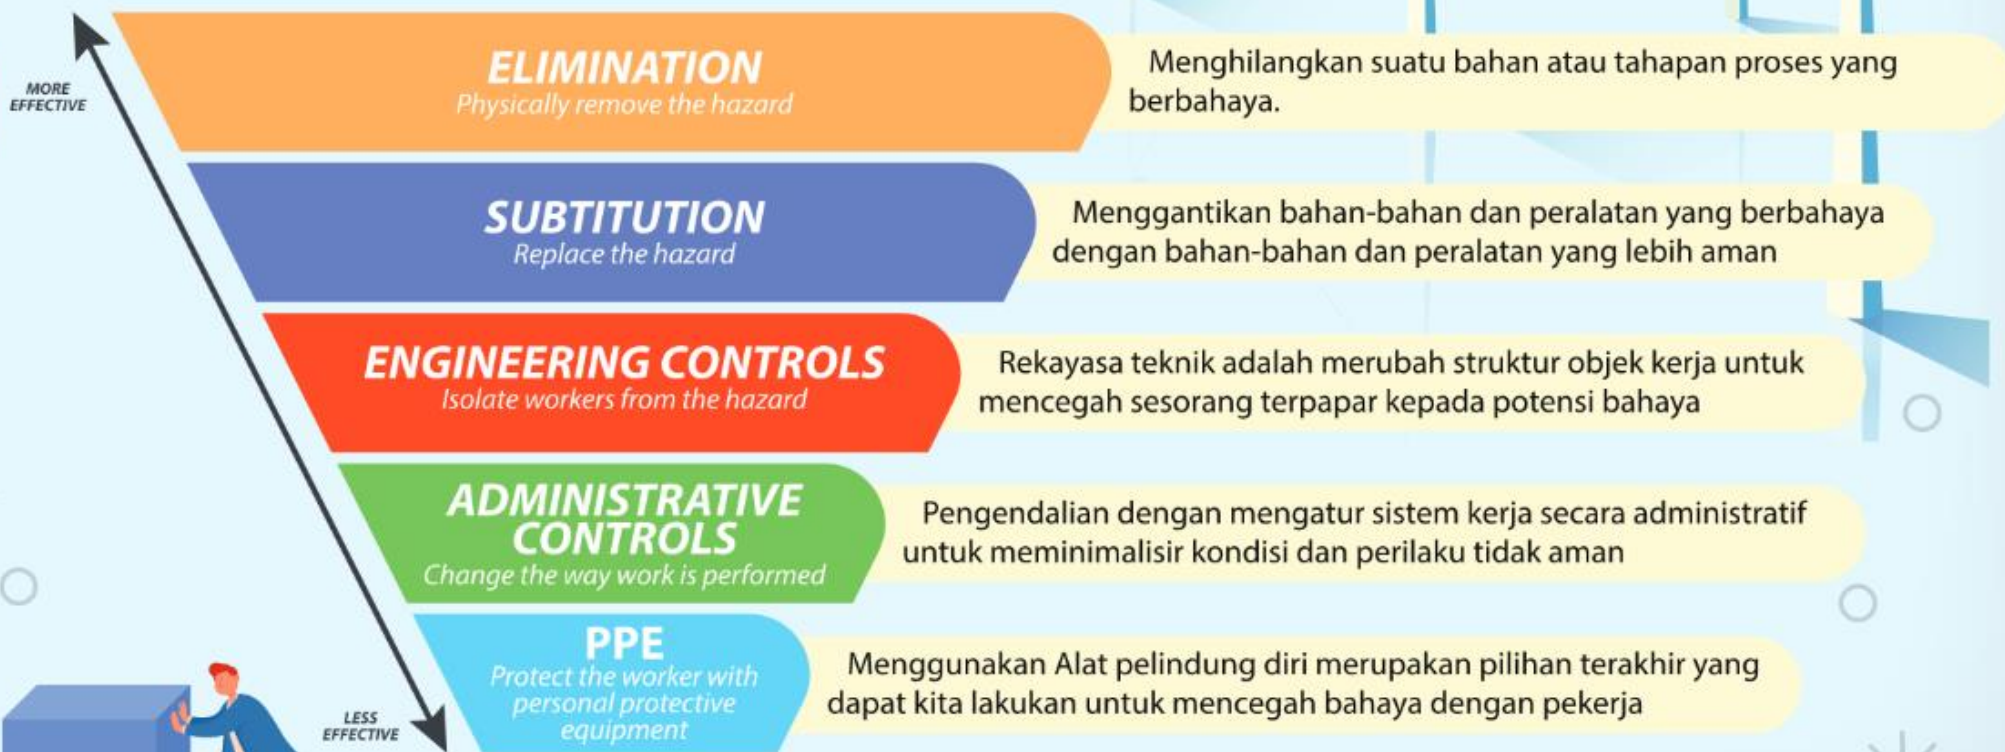 MORE
EFFECTIVE
ELIMINATION
Physically remove the hazard
Menghilangkan suatu bahan atau tahapan proses yang
berbahaya.
SUBTITUTION
Replace the hazard
Menggantikan bahan-bahan dan peralatan yang berbahaya
dengan bahan-bahan dan peralatan yang lebih aman
ENGINEERING CONTROLS
Isolate workers from the hazard
Rekayasa teknik adalah merubah struktur objek kerja untuk
mencegah sesorang terpapar kepada potensi bahaya
ADMINISTRATIVE
CONTROLS
Change the way work is performed
Pengendalian dengan mengatur sistem kerja secara administratif
untuk meminimalisir kondisi dan perilaku tidak aman
PPE
Protect the worker with
personal protective
equipment
Menggunakan Alat pelindung diri merupakan pilihan terakhir yang
dapat kita lakukan untuk mencegah bahaya dengan pekerja
LESS
EFFECTIVE